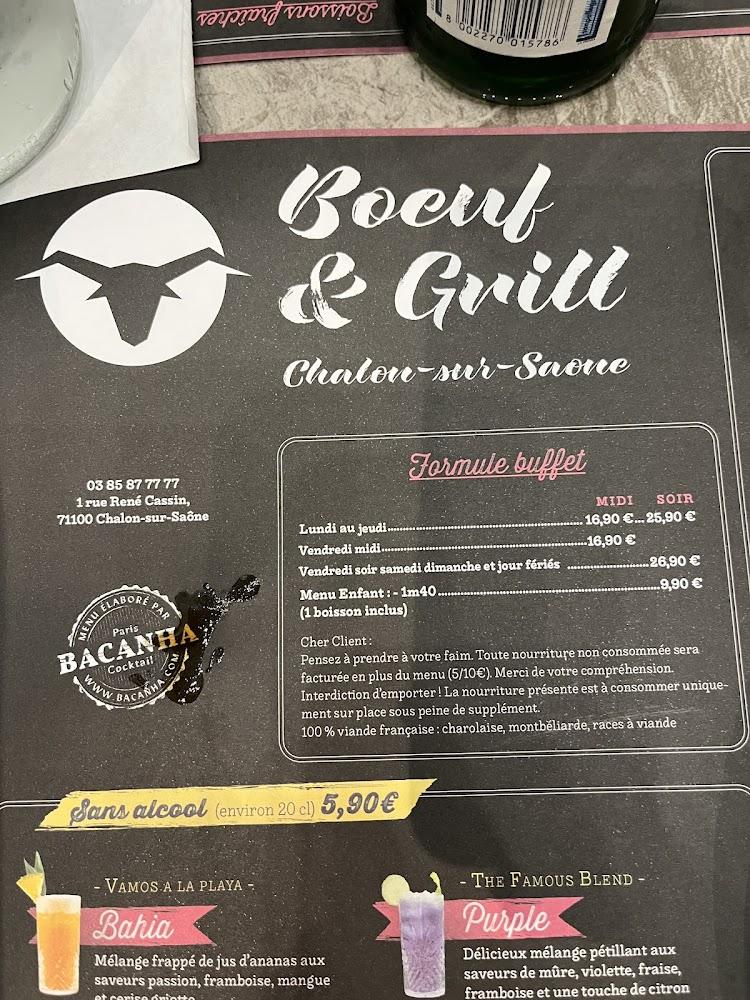 Boissons fraîches
8 002270 015786
Boeuf
& Grill
Chalon-sur-Saone
03 85 87 77 77
1 rue René Cassin,
71100 Chalon-sur-Saône
MENU ÉLABORÉ PAR
Paris
BACANHA
Cocktail
WWW.BACANHA.COM
Formule buffet
MIDI SOIR
Lundi au jeudi.......... 16,90 €...25,90 €
Vendredi midi..........16,90 €
Vendredi soir samedi dimanche et jour fériés ..........26,90 €
Menu Enfant : - 1m40..........9,90 €
(1 boisson inclus)
Cher Client :
Pensez à prendre à votre faim. Toute nourriture non consommée sera
facturée en plus du menu (5/10€). Merci de votre compréhension.
Interdiction d'emporter ! La nourriture présente est à consommer unique-
ment sur place sous peine de supplément.
100 % viande française : charolaise, montbéliarde, races à viande
Sans alcool (environ 20 cl) 5,90€
- VAMOS A LA PLAYA -
Bahia
Mélange frappé de jus d'ananas aux
saveurs passion, framboise, mangue
et cerise griotte
- THE FAMOUS BLEND -
Purple
Délicieux mélange pétillant aux
saveurs de mûre, violette, fraise,
framboise et une touche de citron